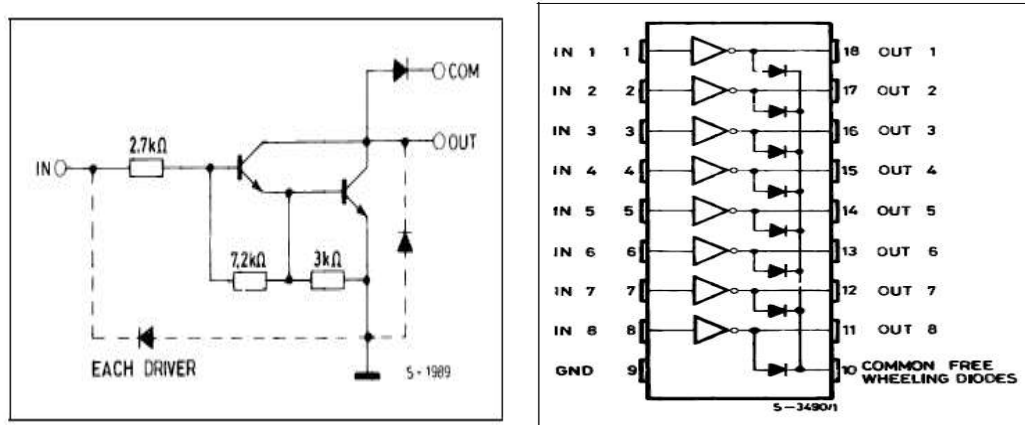 COM
OUT
2.7kΩ
IN
7.2kΩ 3kΩ
EACH DRIVER
S-1989
IN 1 1 18 OUT 1
IN 2 2 17 OUT 2
IN 3 3 16 OUT 3
IN 4 4 15 OUT 4
IN 5 5 14 OUT 5
IN 6 6 13 OUT 6
IN 7 7 12 OUT 7
IN 8 8 11 OUT 8
GND 9 10 COMMON FREE
WHEELING DIODES
S-3490/1